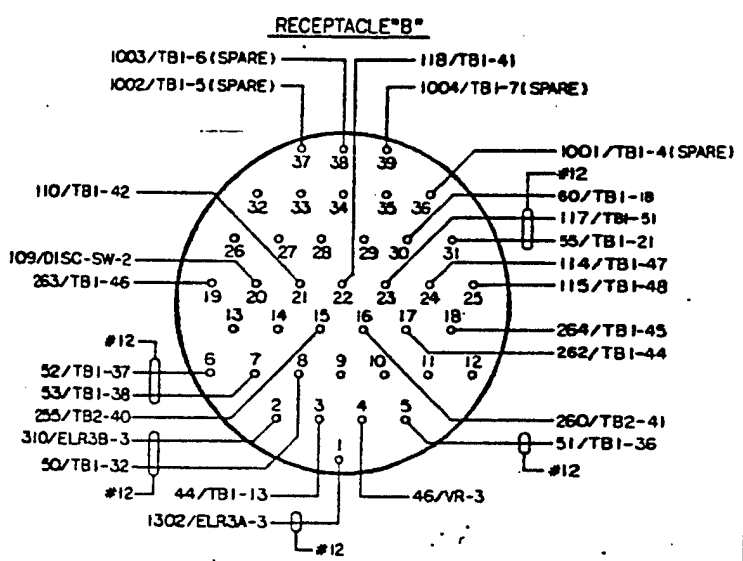 RECEPTACLE"B"
1003/TB1-6(SPARE)
118/TB1-41
1002/TB1-5(SPARE)
1004/TB1-7(SPARE)
37 38 39
1001/TB1-4(SPARE)
#12
110/TB1-42
32 33 34 35 36
60/TB1-18
117/TB1-51
26 27 28 29 30 31
55/TB1-21
109/DISC-SW-2
114/TB1-47
263/TB1-46
19 20 21 22 23 24 25
115/TB1-48
13 14 15 16 17 18
264/TB1-45
#12
262/TB1-44
6 7 8 9 10 11 12
52/TB1-37
53/TB1-38
255/TB2-40
2 3 4 5
260/TB2-41
310/ELR3B-3
51/TB1-36
1
50/TB1-32
#12
#12
44/TB1-13
46/VR-3
1302/ELR3A-3
#12